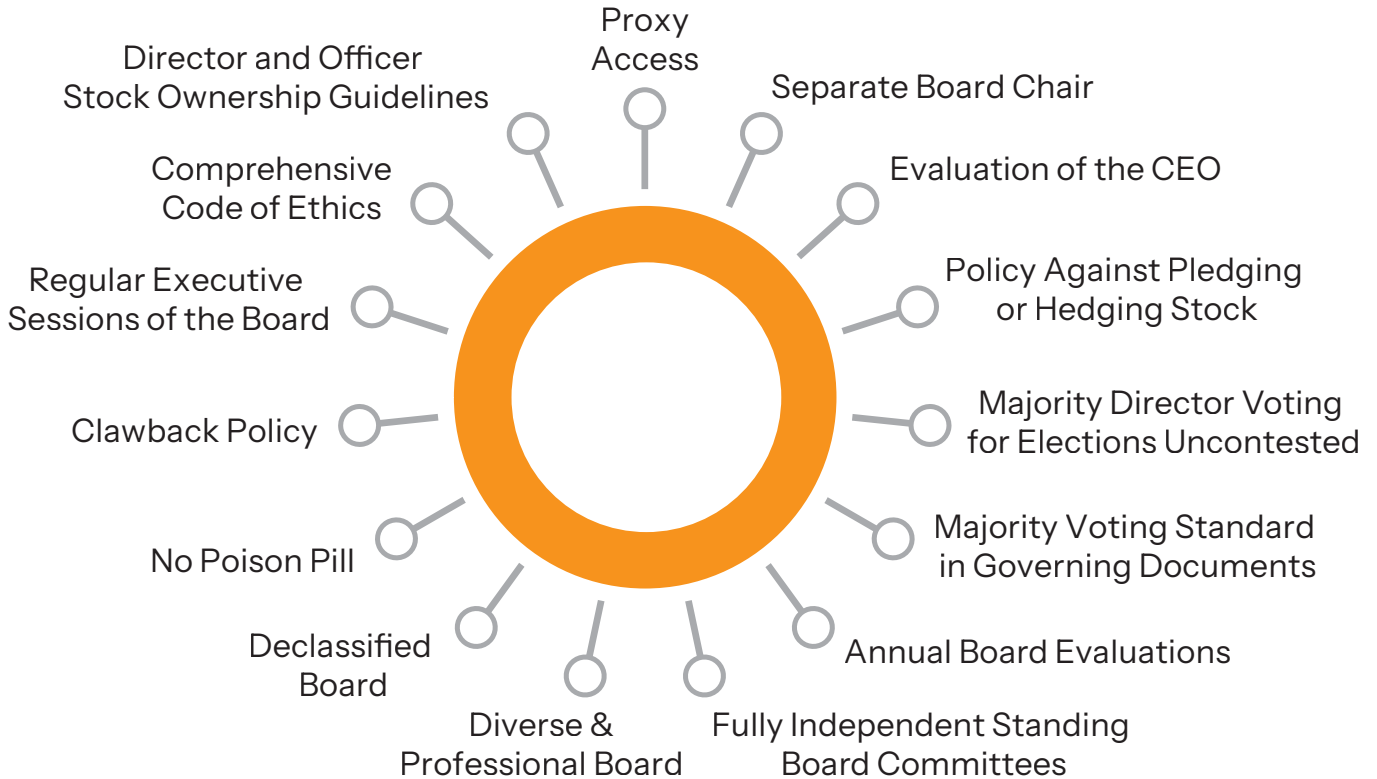 Proxy
Access
Separate Board Chair
Evaluation of the CEO
Policy Against Pledging
or Hedging Stock
Majority Director Voting
for Elections Uncontested
Majority Voting Standard
in Governing Documents
Annual Board Evaluations
Fully Independent Standing
Board Committees
Diverse &
Professional Board
Declassified
Board
No Poison Pill
Clawback Policy
Regular Executive
Sessions of the Board
Comprehensive
Code of Ethics
Director and Officer
Stock Ownership Guidelines